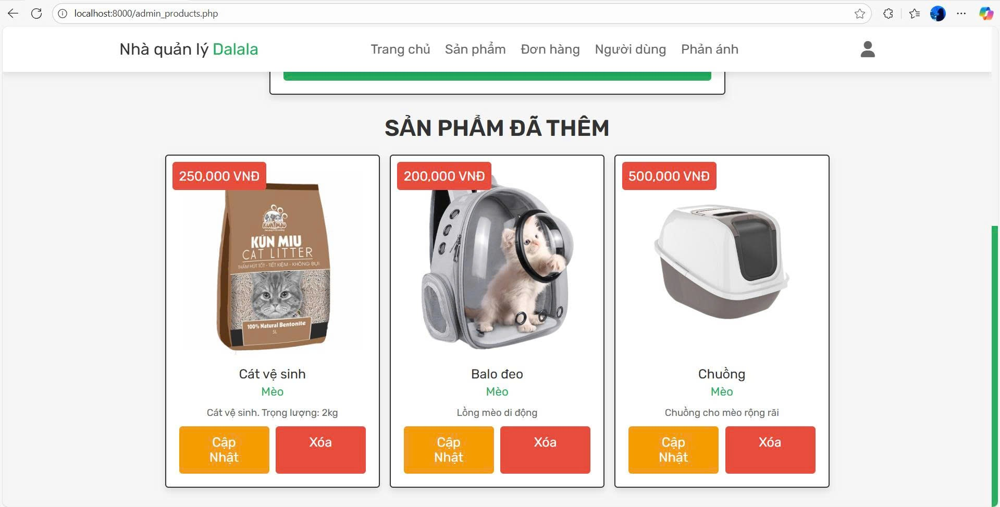 localhost:8000/admin_products.php
Nhà quản lý Dalala
Trang chủ Sản phẩm Đơn hàng Người dùng Phản ánh
SẢN PHẨM ĐÃ THÊM
250,000 VNĐ
KÚN MIU
KÚN MIU
CAT LITTER
THẤM HÚT TỐT - TIẾT KIỆM - KHÔNG BỤI
100% Natural Bentonite
5L
Cát vệ sinh
Mèo
Cát vệ sinh. Trọng lượng: 2kg
Cập
Nhật
Xóa
200,000 VNĐ
Balo đeo
Mèo
Lồng mèo di động
Cập
Nhật
Xóa
500,000 VNĐ
Chuồng
Mèo
Chuồng cho mèo rộng rãi
Cập
Nhật
Xóa